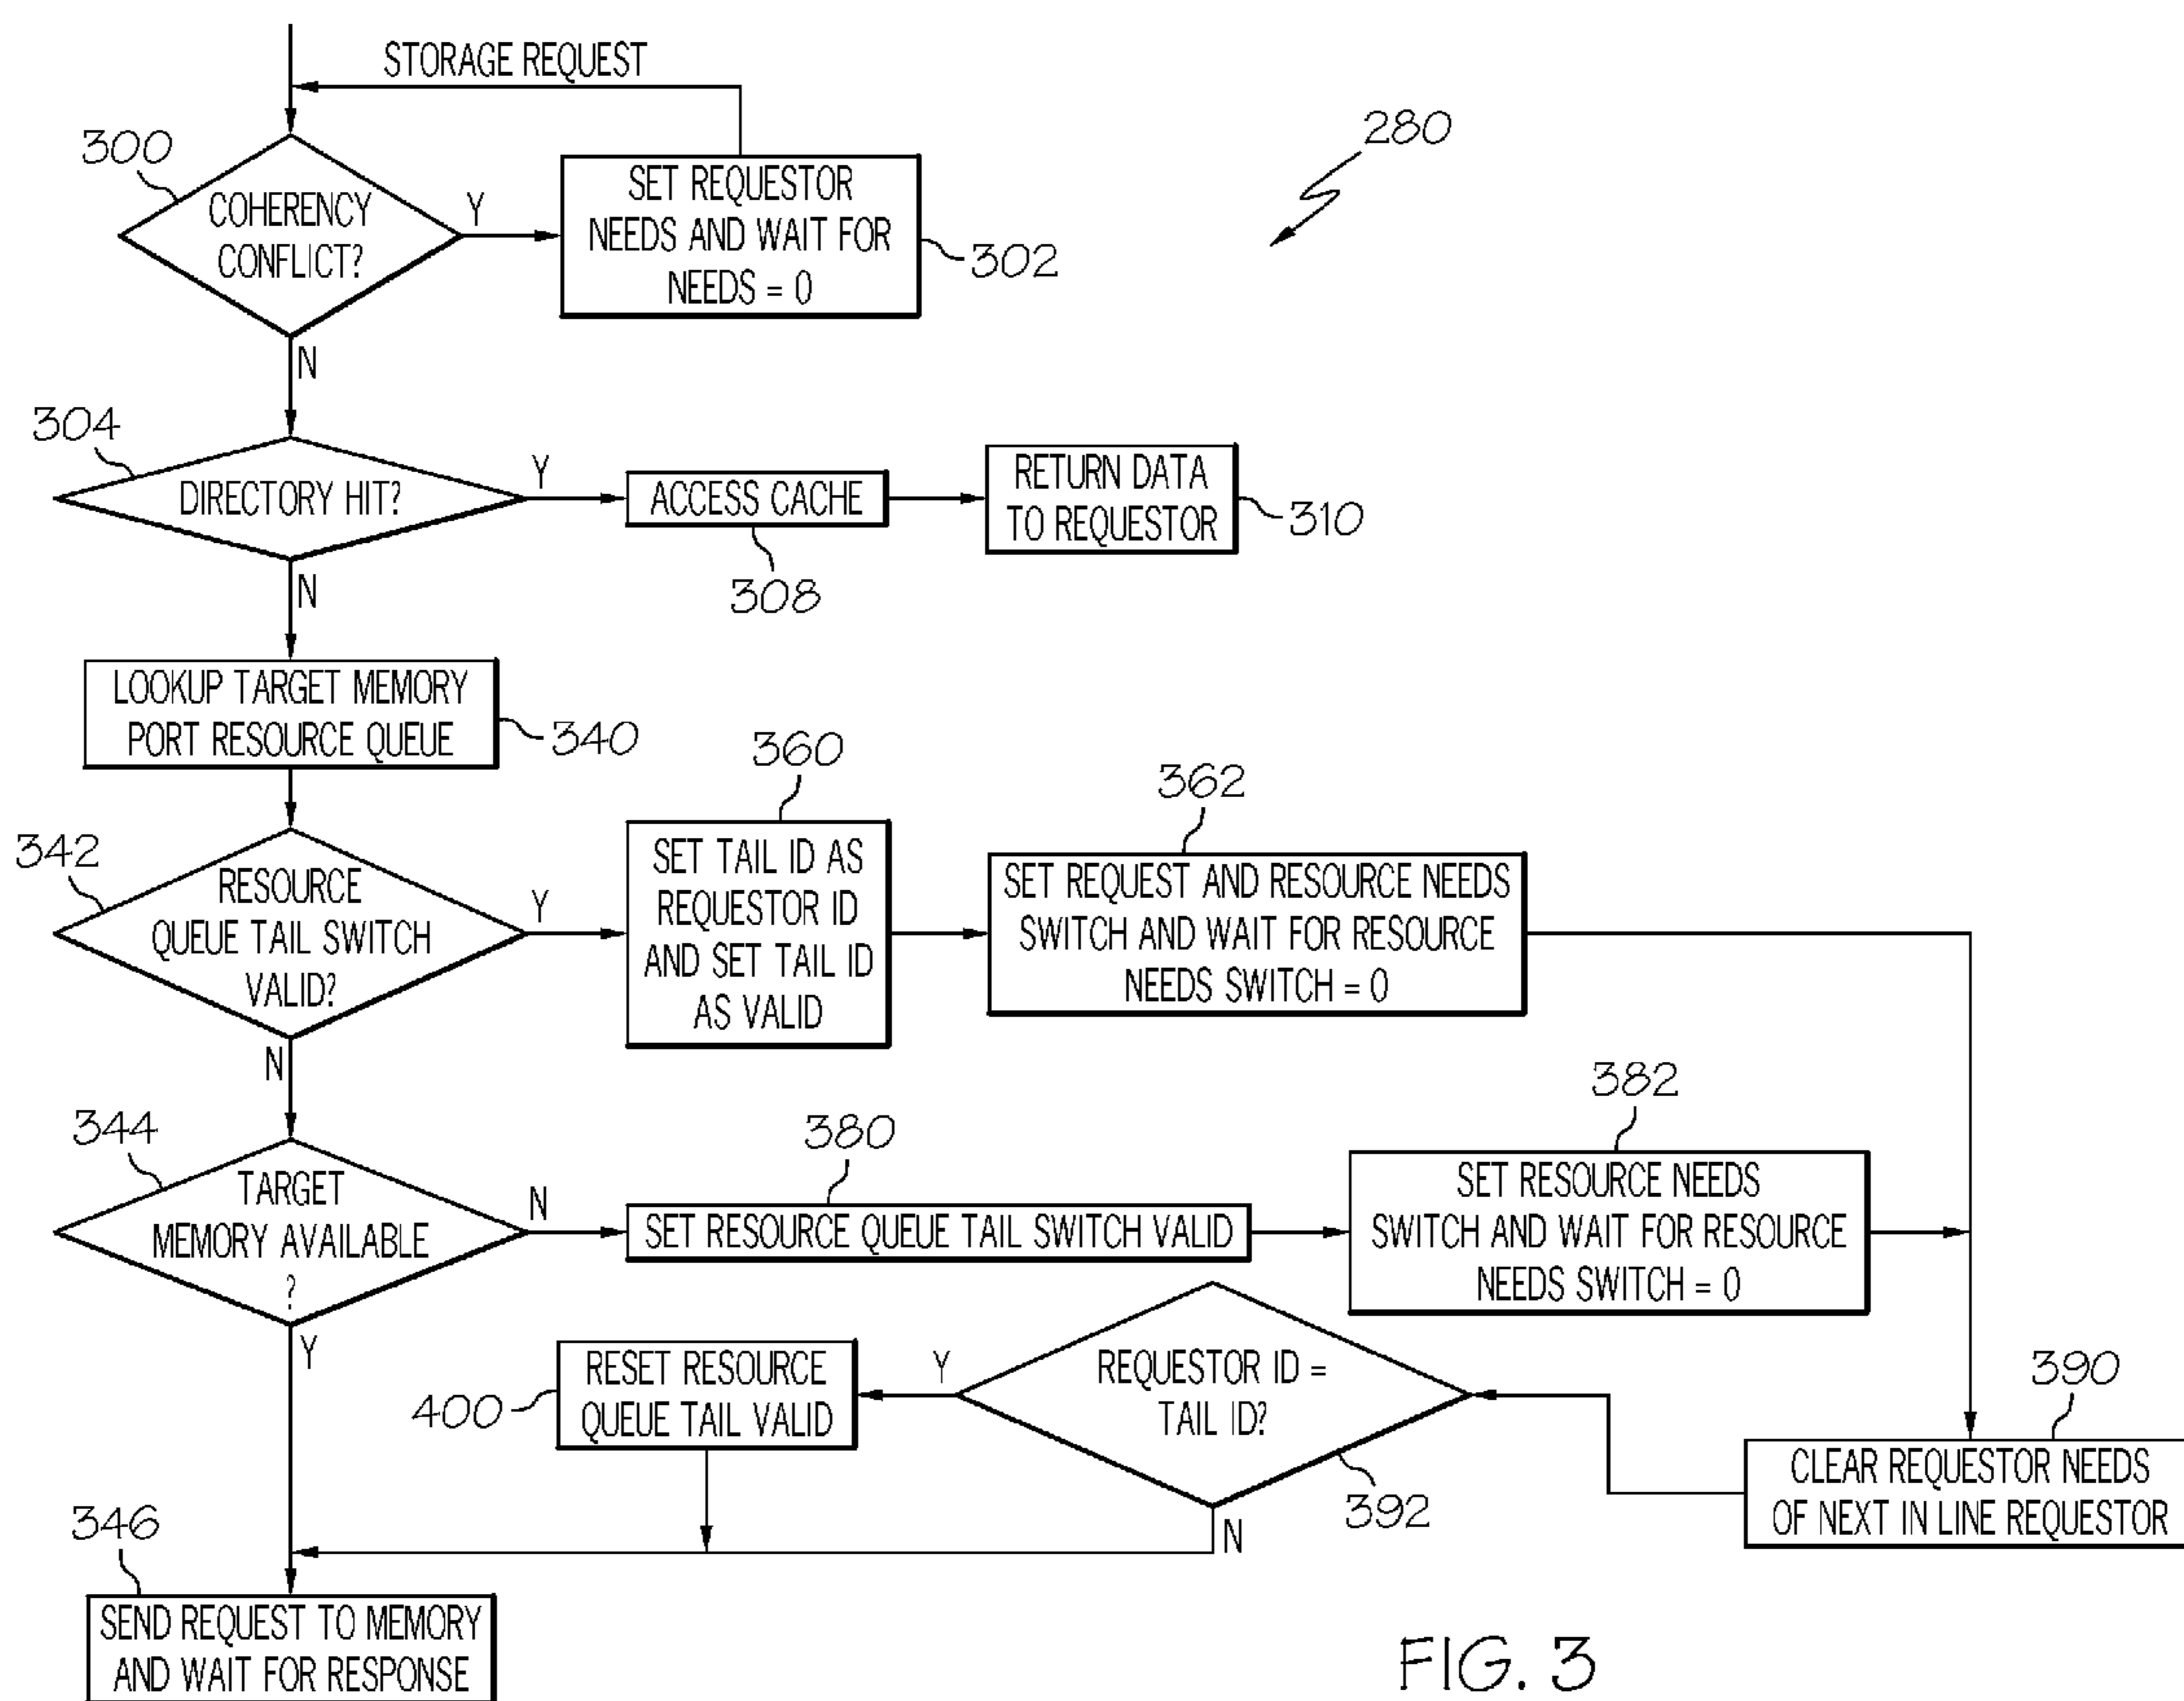 STORAGE REQUEST
280
300
COHERENCY
CONFLICT?
Y
SET REQUESTOR
NEEDS AND WAIT FOR
NEEDS = 0
302
N
304
DIRECTORY HIT?
Y
ACCESS CACHE
308
RETURN DATA
TO REQUESTOR
310
N
LOOKUP TARGET MEMORY
PORT RESOURCE QUEUE
340
342
RESOURCE
QUEUE TAIL SWITCH
VALID?
Y
360
SET TAIL ID AS
REQUESTOR ID
AND SET TAIL ID
AS VALID
362
SET REQUEST AND RESOURCE NEEDS
SWITCH AND WAIT FOR RESOURCE
NEEDS SWITCH = 0
N
344
TARGET
MEMORY AVAILABLE
?
N
380
SET RESOURCE QUEUE TAIL SWITCH VALID
382
SET RESOURCE NEEDS
SWITCH AND WAIT FOR RESOURCE
NEEDS SWITCH = 0
Y
390
CLEAR REQUESTOR NEEDS
OF NEXT IN LINE REQUESTOR
REQUESTOR ID =
TAIL ID?
392
Y
RESET RESOURCE
QUEUE TAIL VALID
400
N
346
SEND REQUEST TO MEMORY
AND WAIT FOR RESPONSE
FIG. 3